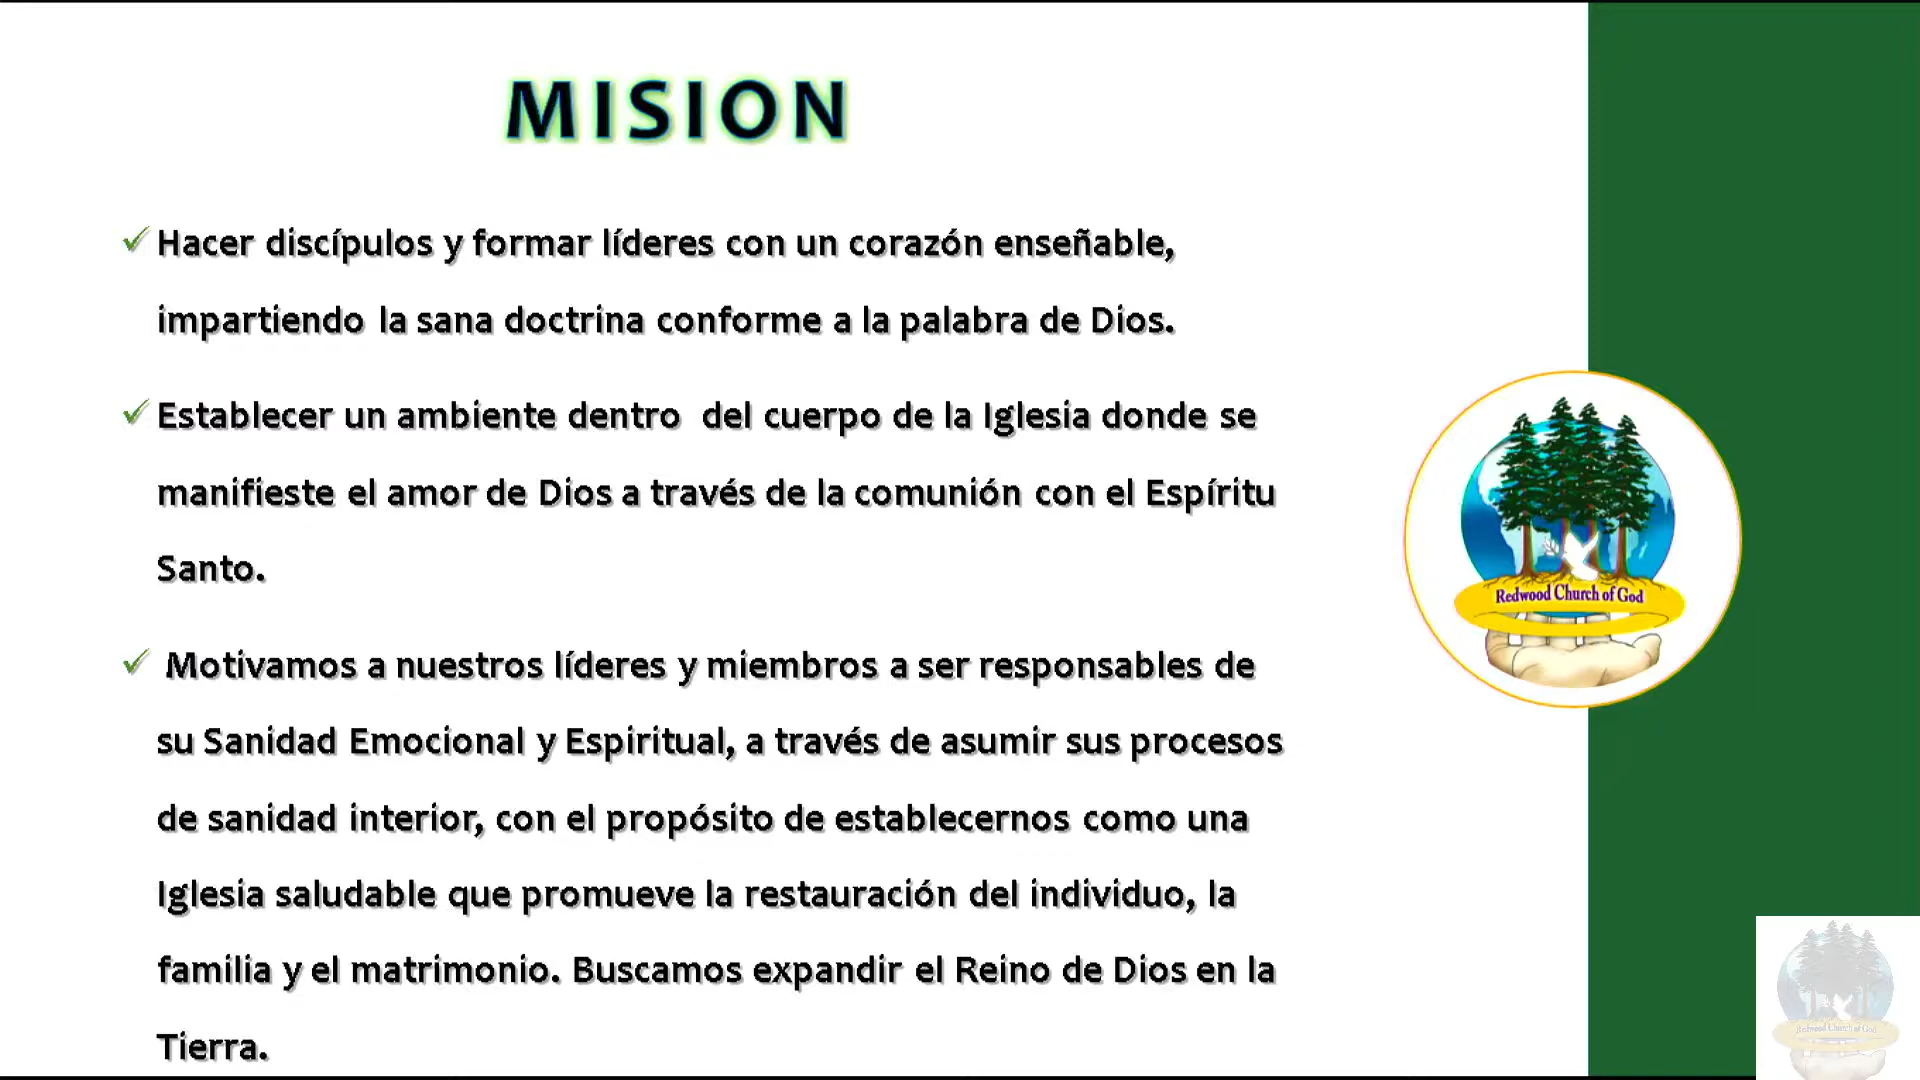 MISION
Hacer discípulos y formar líderes con un corazón enseñable,
impartiendo la sana doctrina conforme a la palabra de Dios.
Establecer un ambiente dentro del cuerpo de la Iglesia donde se
manifieste el amor de Dios a través de la comunión con el Espíritu
Santo.
Motivamos a nuestros líderes y miembros a ser responsables de
su Sanidad Emocional y Espiritual, a través de asumir sus procesos
de sanidad interior, con el propósito de establecernos como una
Iglesia saludable que promueve la restauración del individuo, la
familia y el matrimonio. Buscamos expandir el Reino de Dios en la
Tierra.
Redwood Church of God
Redwood Church of God